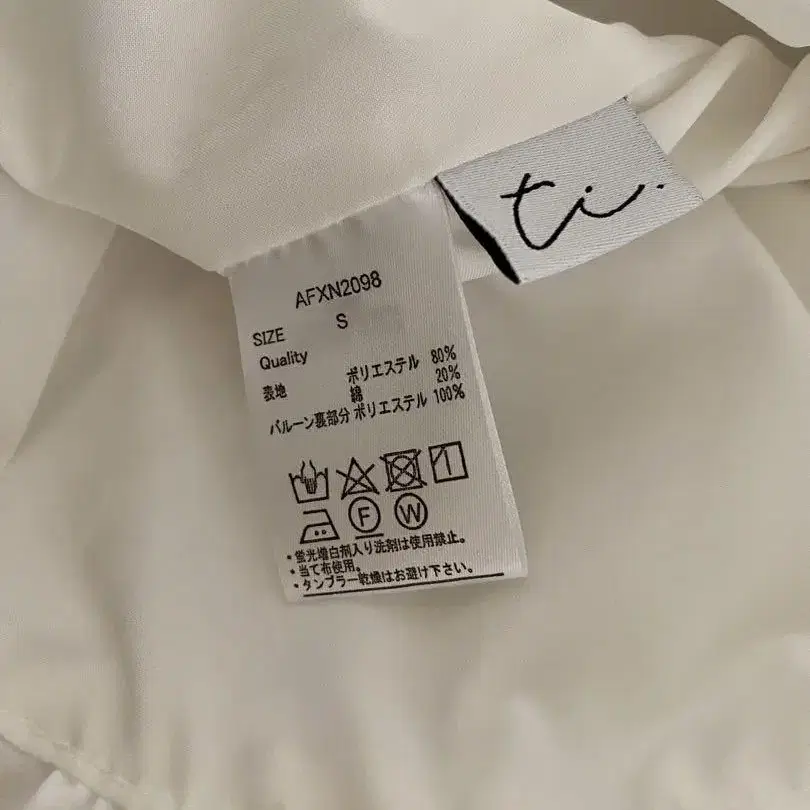 ti.
AFXN2098
SIZE S
Quality
表地 ポリエステル 80%
綿 20%
バルーン裏部分 ポリエステル 100%
F W
・蛍光増白剤入り洗剤は使用禁止。
・当て布使用。
・タンブラー乾燥はお避け下さい。